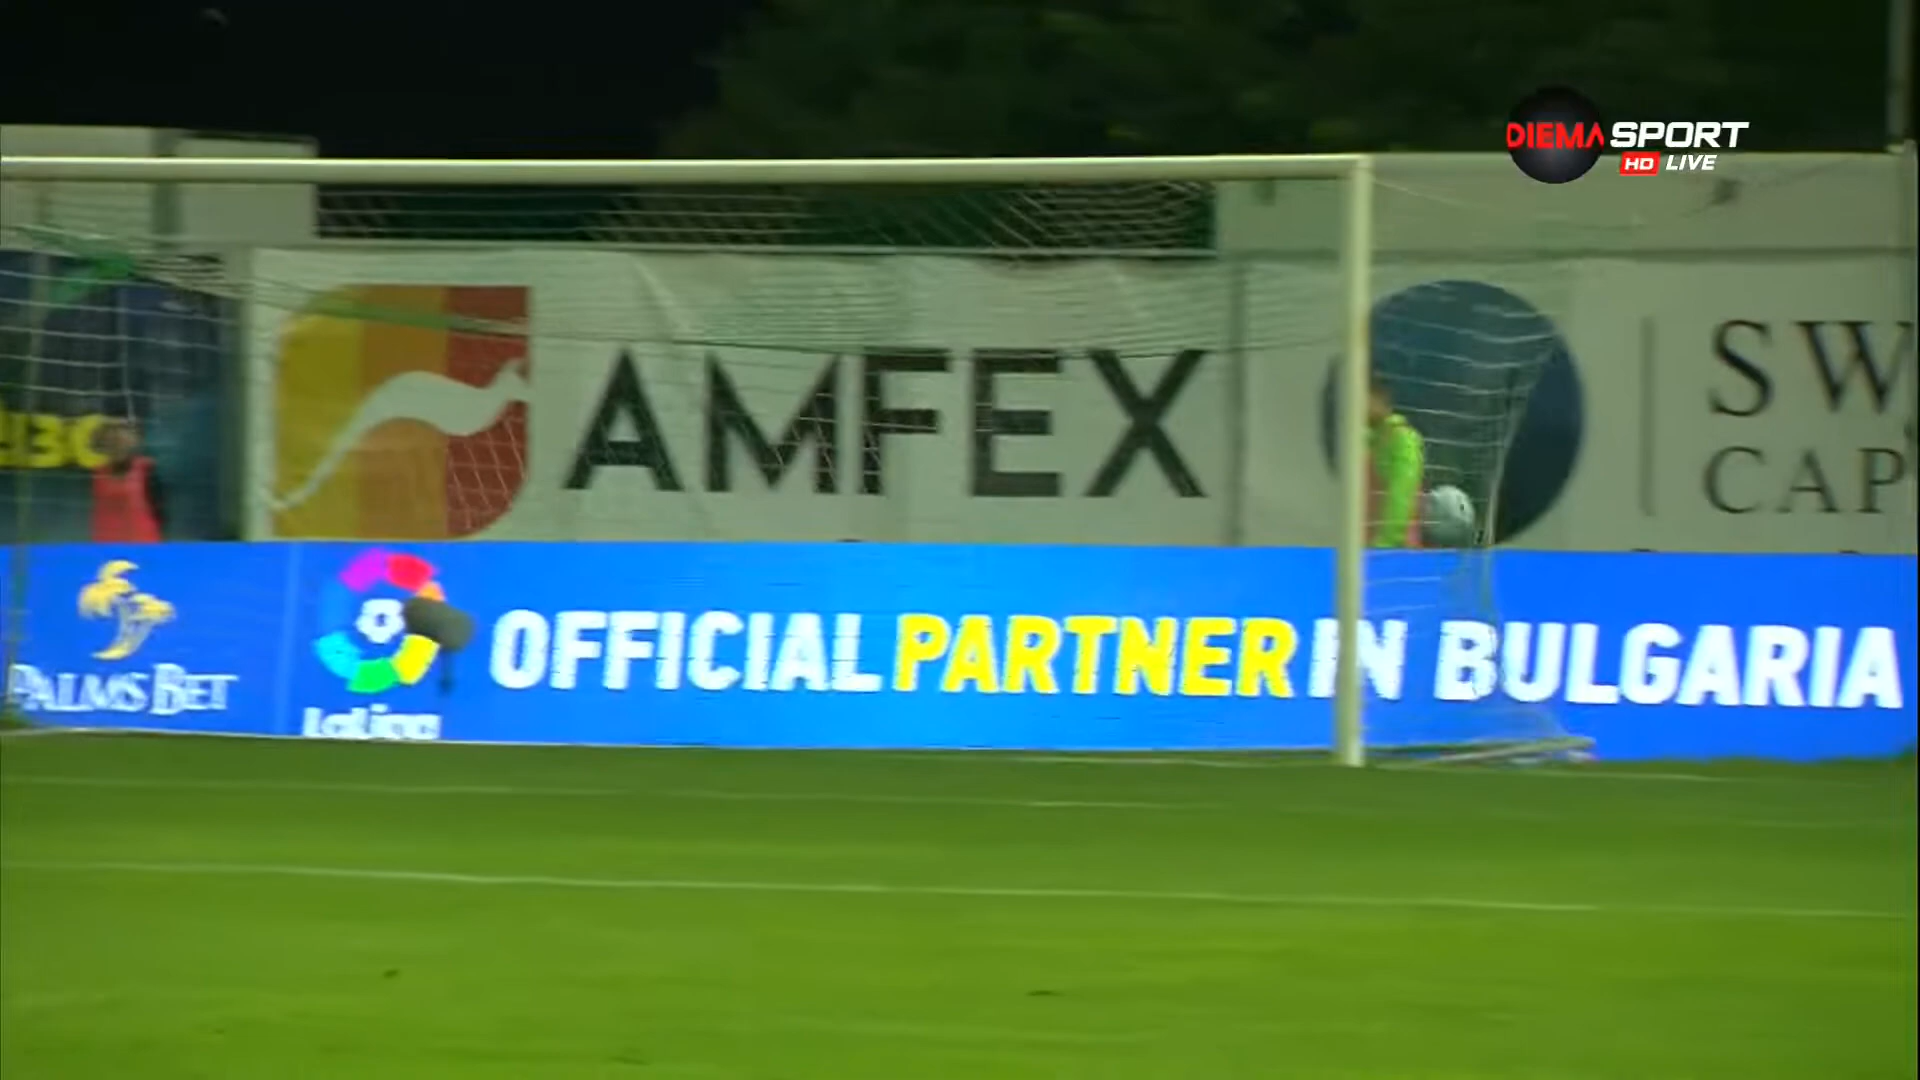 DIEMA SPORT
HD LIVE
AMFEX
SW
CAP
PALMS BET
LaLiga
OFFICIAL PARTNER IN BULGARIA